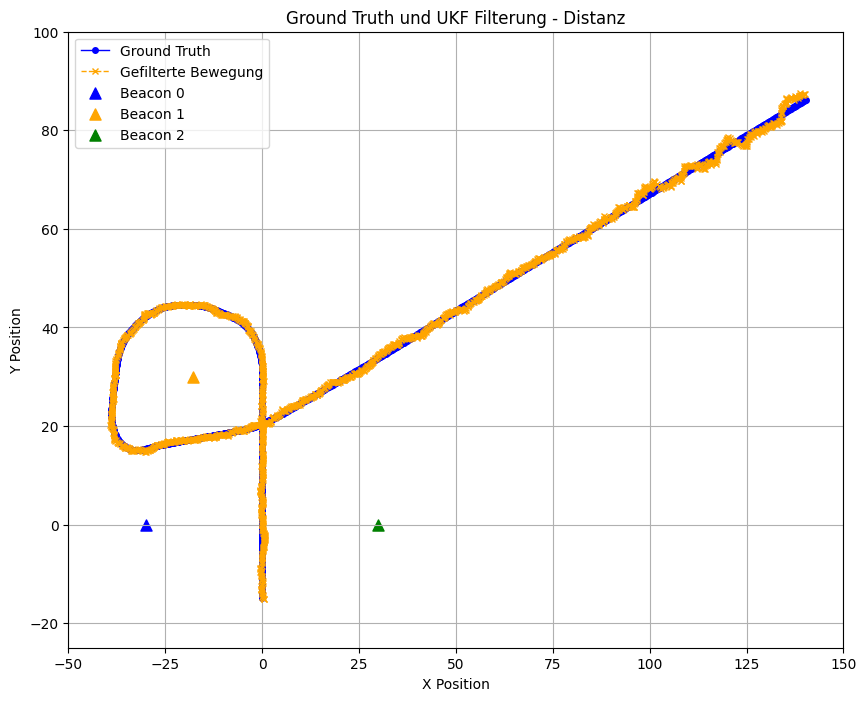 Ground Truth und UKF Filterung - Distanz
Ground Truth
Gefilterte Bewegung
Beacon 0
Beacon 1
Beacon 2
Y Position
100
80
60
40
20
0
−20
−50
−25
0
25
50
75
100
125
150
X Position